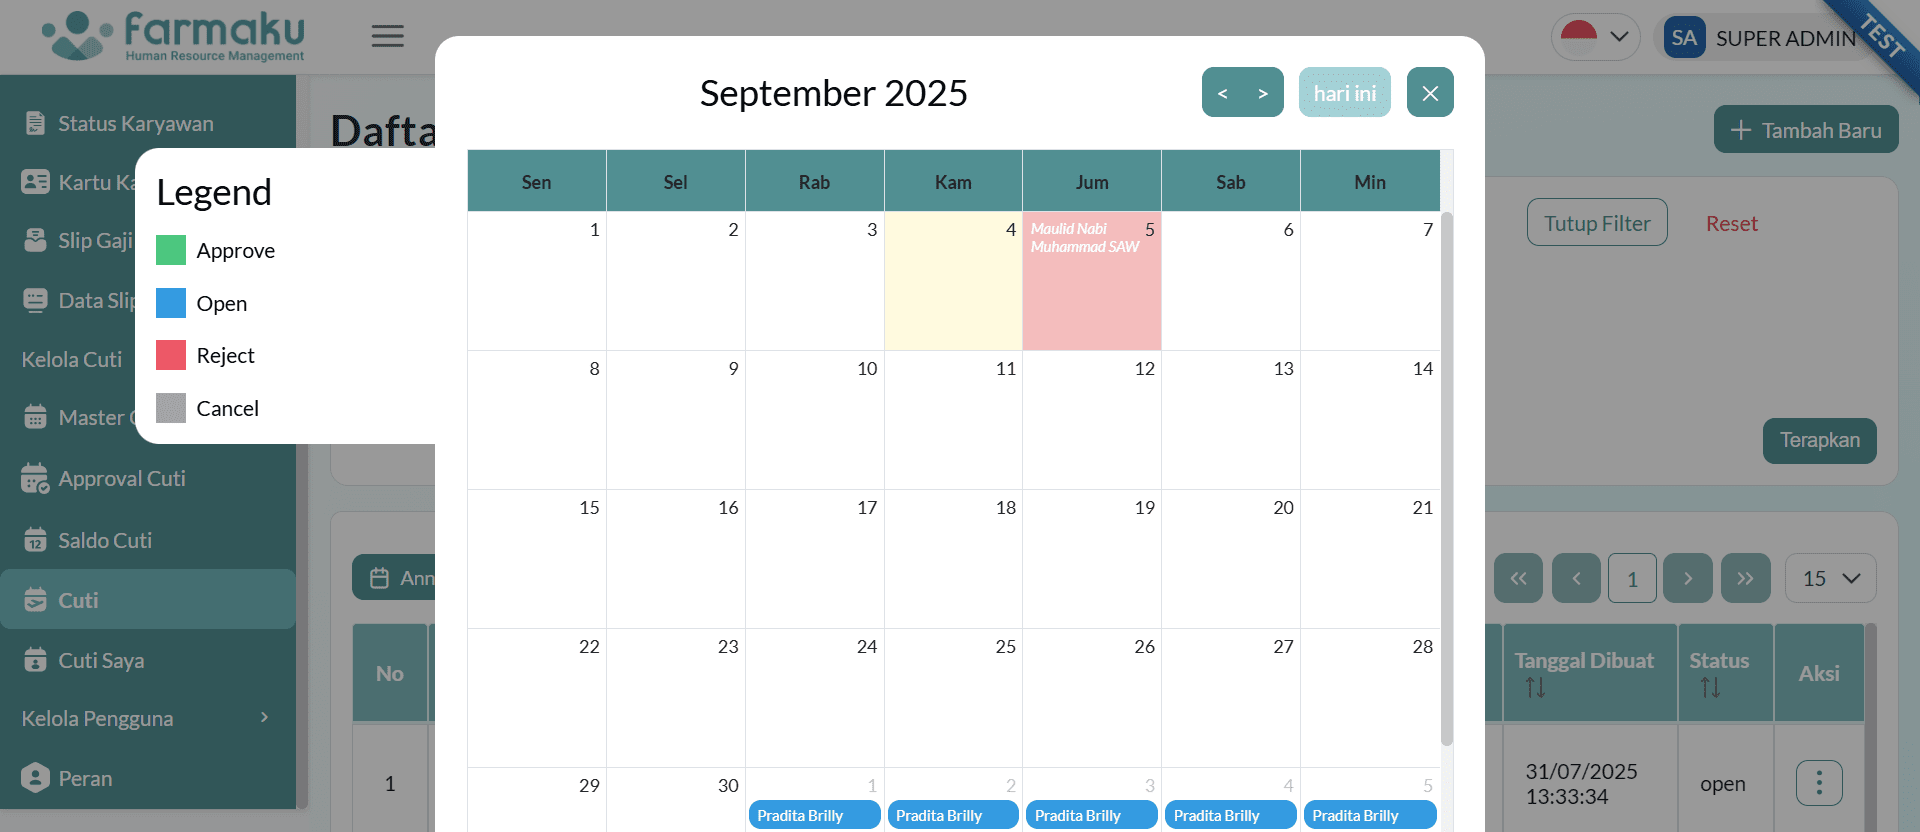 farmaku
Human Resource Management
SUPER ADMIN
SA
TEST
Status Karyawan
Kartu Ka
Slip Gaji
Data Slip
Kelola Cuti
Master
Approval Cuti
Saldo Cuti
12
Cuti
Cuti Saya
Kelola Pengguna
Peran
Legend
Approve
Open
Reject
Cancel
Dafta
Tambah Baru
Tutup Filter
Reset
Terapkan
September 2025
< >
hari ini
Sen Sel Rab Kam Jum Sab Min
1 2 3 4 5 6 7
Maulid Nabi
Muhammad SAW
8 9 10 11 12 13 14
15 16 17 18 19 20 21
22 23 24 25 26 27 28
29 30 1 2 3 4 5
Pradita Brilly Pradita Brilly Pradita Brilly Pradita Brilly Pradita Brilly
Ann
1
15
No
Tanggal Dibuat
Status
Aksi
1
31/07/2025
13:33:34
open